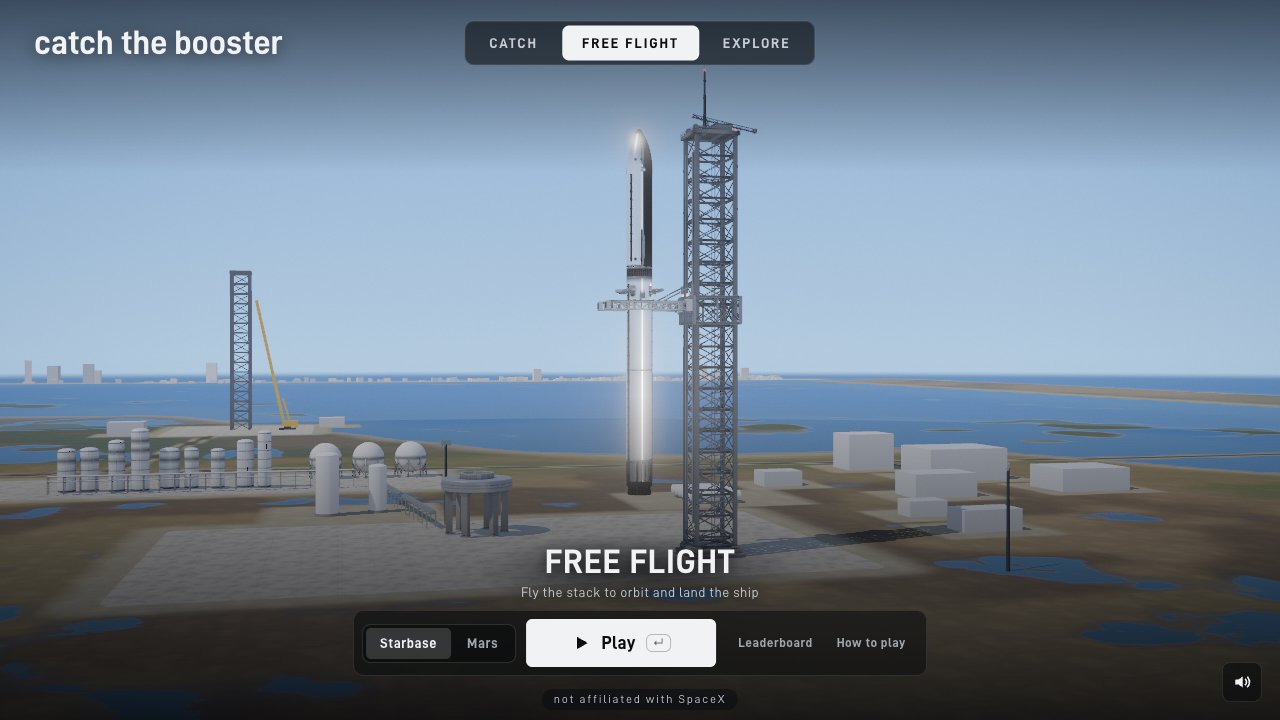 catch the booster
CATCH
FREE FLIGHT
EXPLORE
FREE FLIGHT
Fly the stack to orbit and land the ship
Starbase
Mars
Play
Leaderboard
How to play
not affiliated with SpaceX